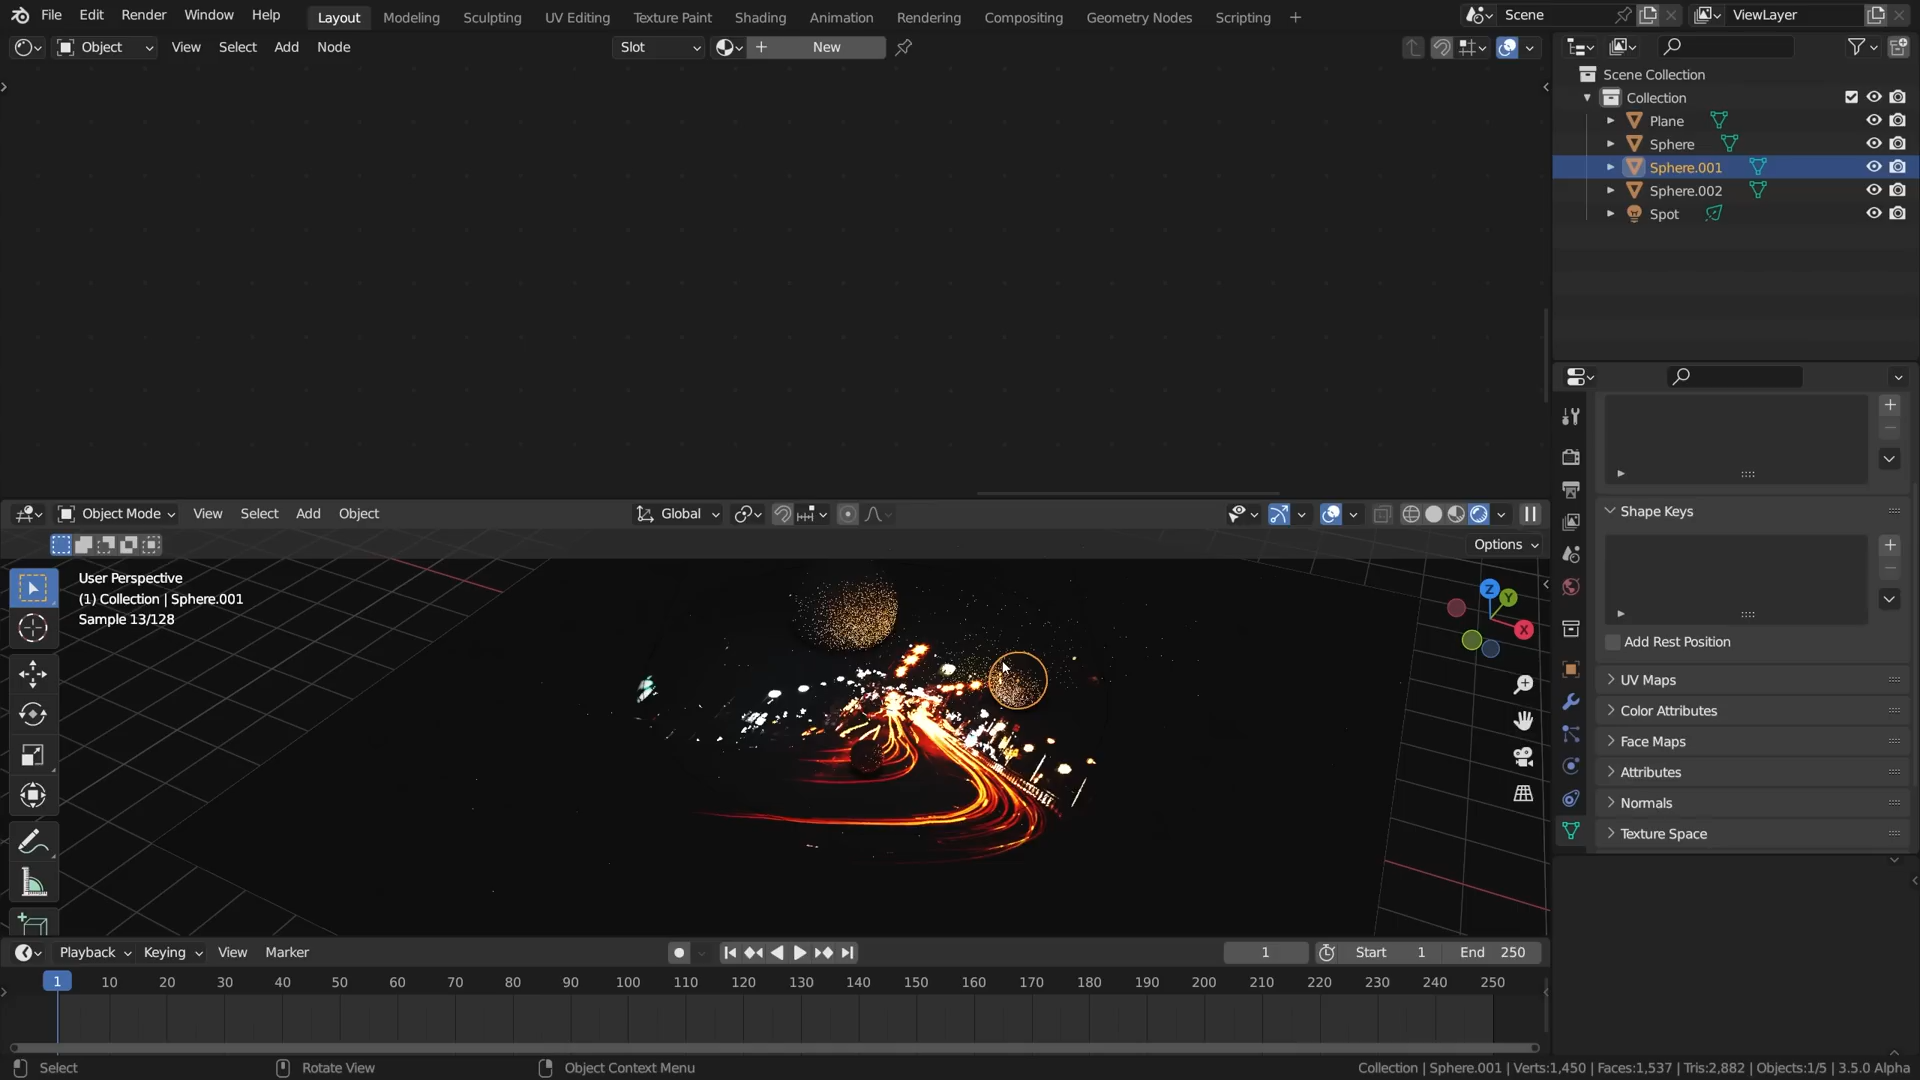 File Edit Render Window Help Layout Modeling Sculpting UV Editing Texture Paint Shading Animation Rendering Compositing Geometry Nodes Scripting + Scene ViewLayer
Object View Select Add Node Slot New
Scene Collection
Collection
Plane
Sphere
Sphere.001
Sphere.002
Spot
Shape Keys
Add Rest Position
UV Maps
Color Attributes
Face Maps
Attributes
Normals
Texture Space
Object Mode View Select Add Object Global
Options
User Perspective
(1) Collection | Sphere.001
Sample 13/128
Z
Y
X
Playback Keying View Marker 1 Start 1 End 250
1 10 20 30 40 50 60 70 80 90 100 110 120 130 140 150 160 170 180 190 200 210 220 230 240 250
Select Rotate View Object Context Menu Collection | Sphere.001 | Verts:1,450 | Faces:1,537 | Tris:2,882 | Objects:1/5 | 3.5.0 Alpha